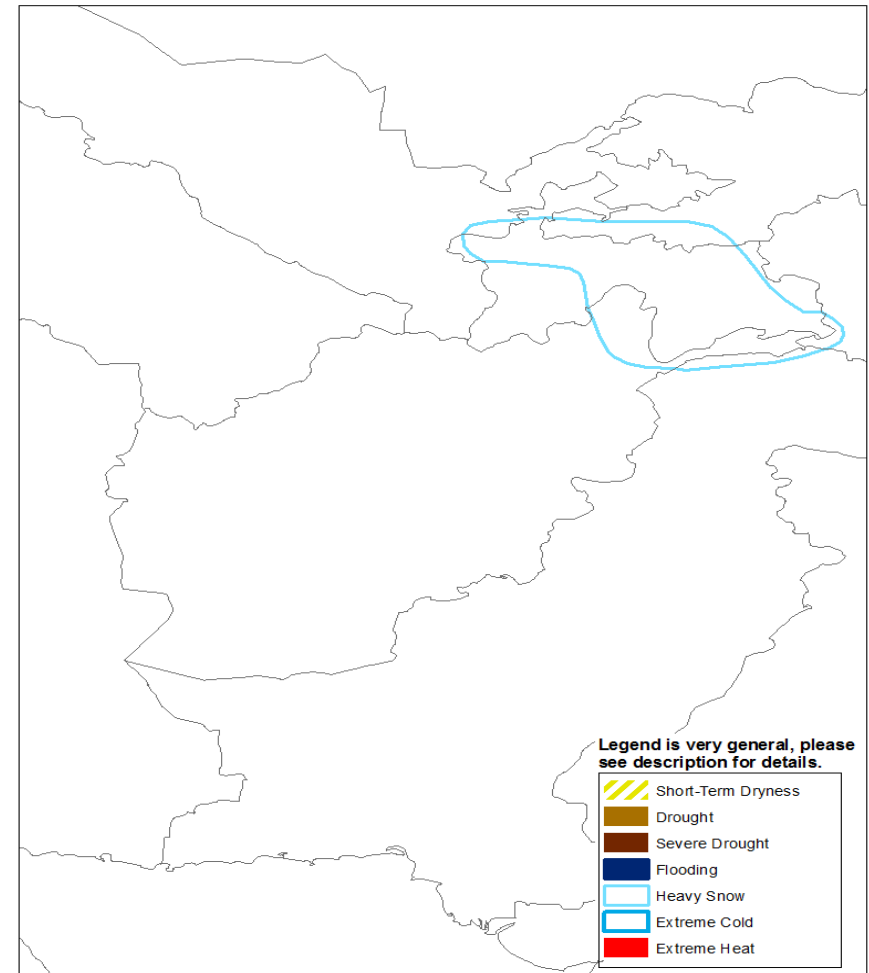 Legend is very general, please
see description for details.
Short-Term Dryness
Drought
Severe Drought
Flooding
Heavy Snow
Extreme Cold
Extreme Heat